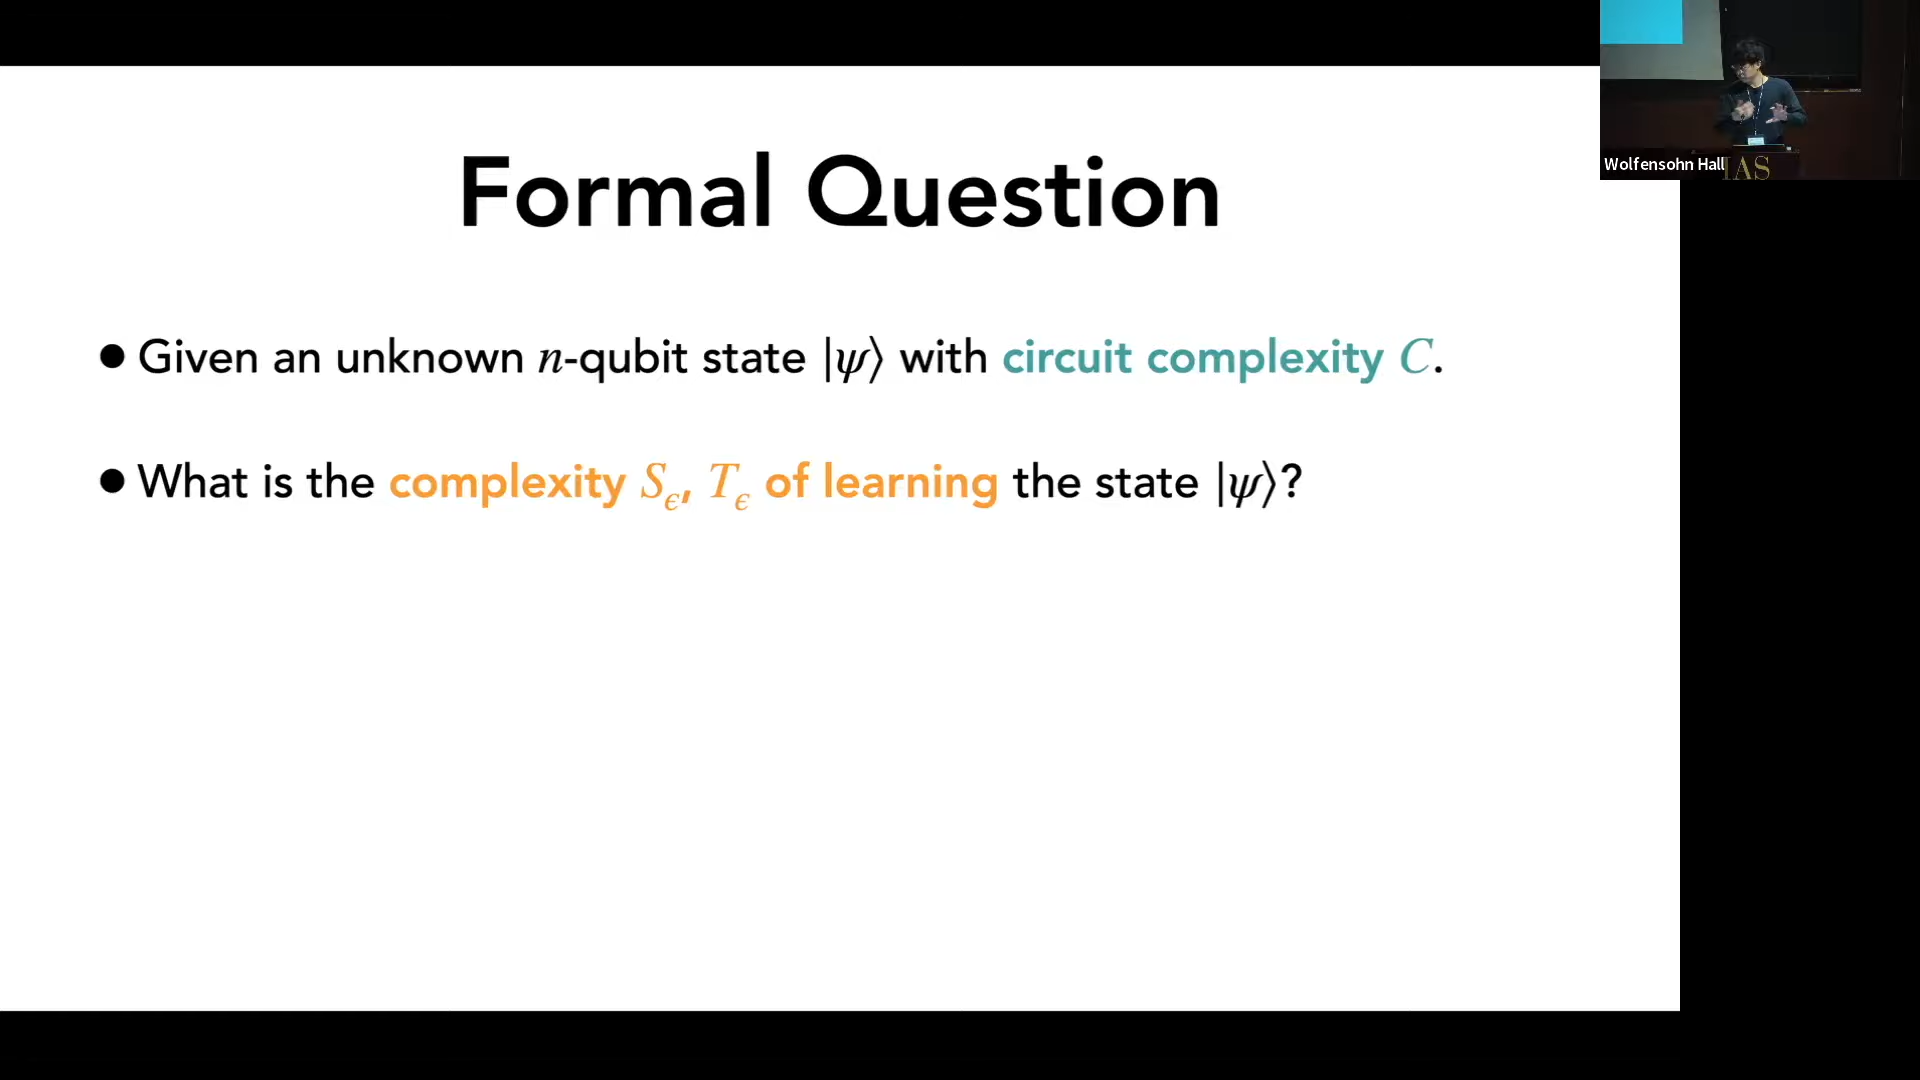 Formal Question
● Given an unknown n-qubit state |ψ⟩ with circuit complexity C.
● What is the complexity S_ϵ, T_ϵ of learning the state |ψ⟩?
Wolfensohn Hall
IAS